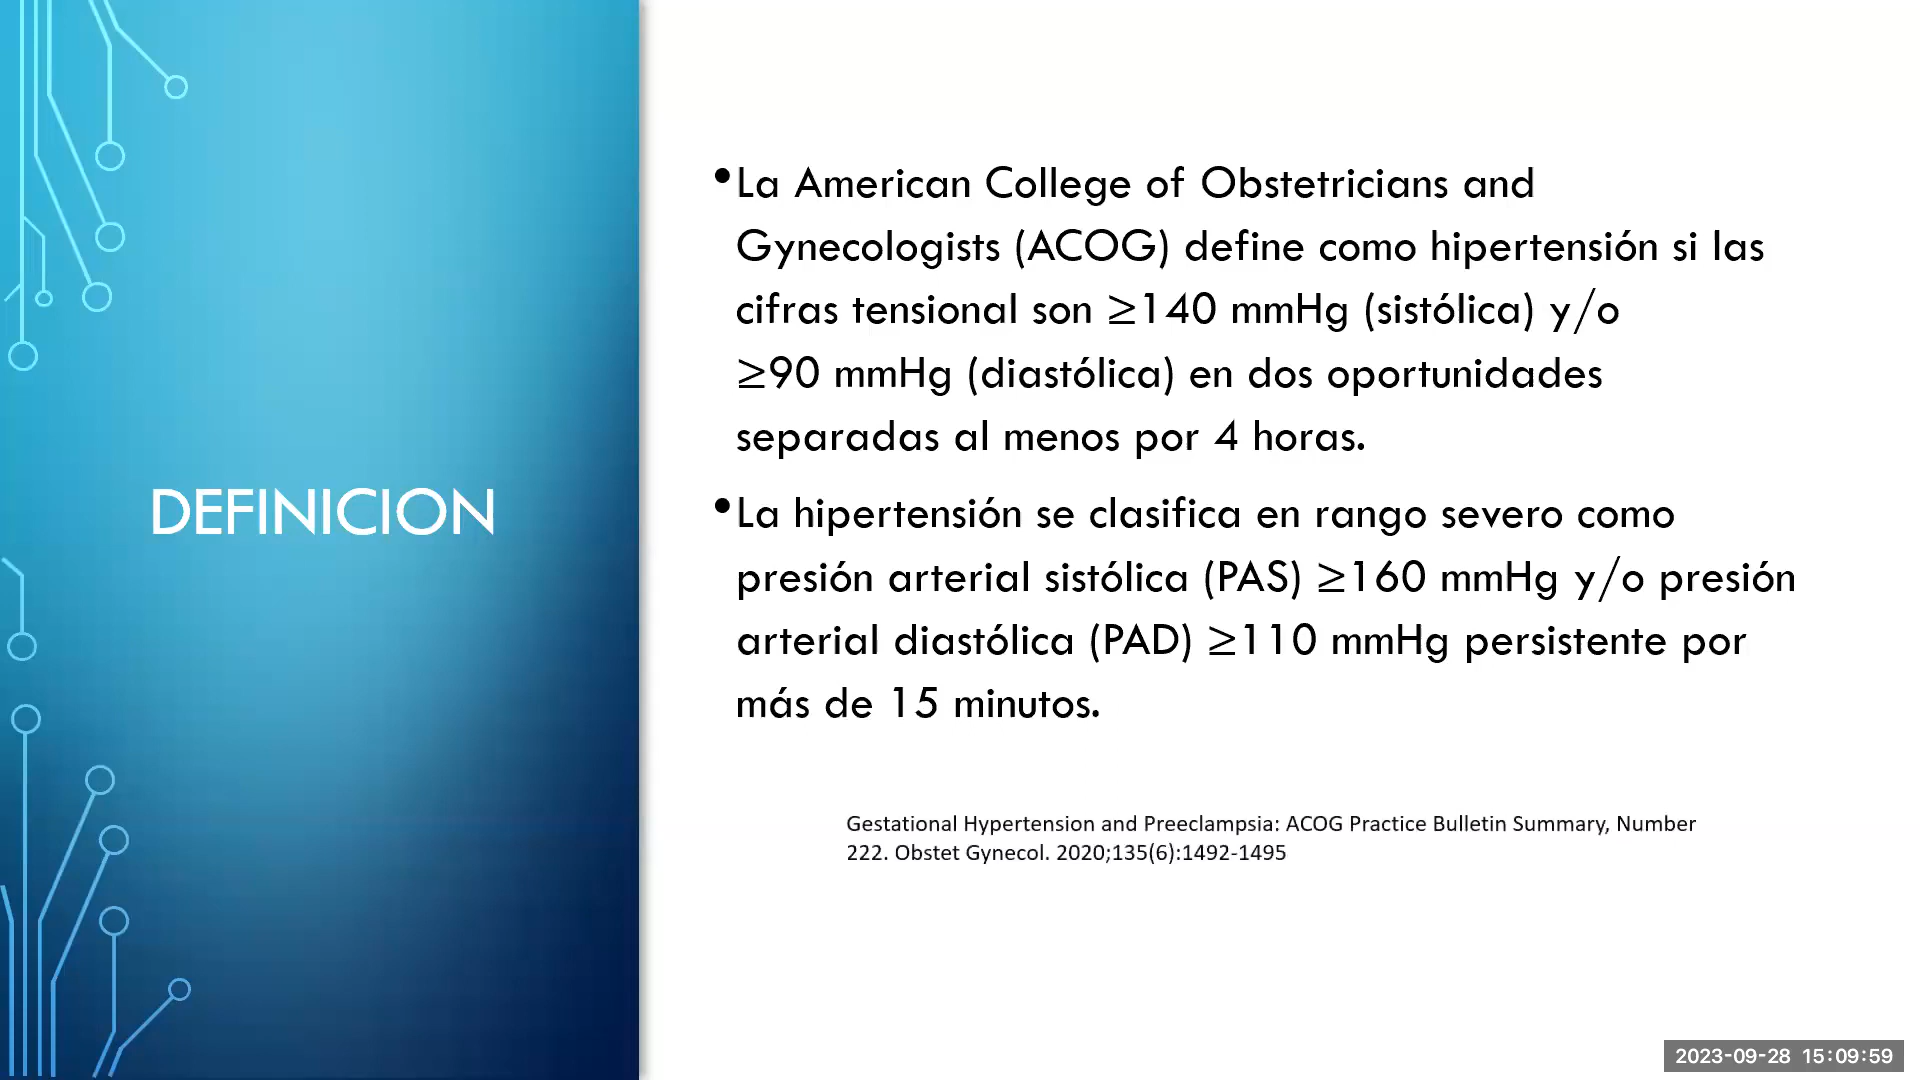 DEFINICION
•La American College of Obstetricians and
Gynecologists (ACOG) define como hipertensión si las
cifras tensional son ≥140 mmHg (sistólica) y/o
≥90 mmHg (diastólica) en dos oportunidades
separadas al menos por 4 horas.
•La hipertensión se clasifica en rango severo como
presión arterial sistólica (PAS) ≥160 mmHg y/o presión
arterial diastólica (PAD) ≥110 mmHg persistente por
más de 15 minutos.
Gestational Hypertension and Preeclampsia: ACOG Practice Bulletin Summary, Number
222. Obstet Gynecol. 2020;135(6):1492-1495
2023-09-28 15:09:59